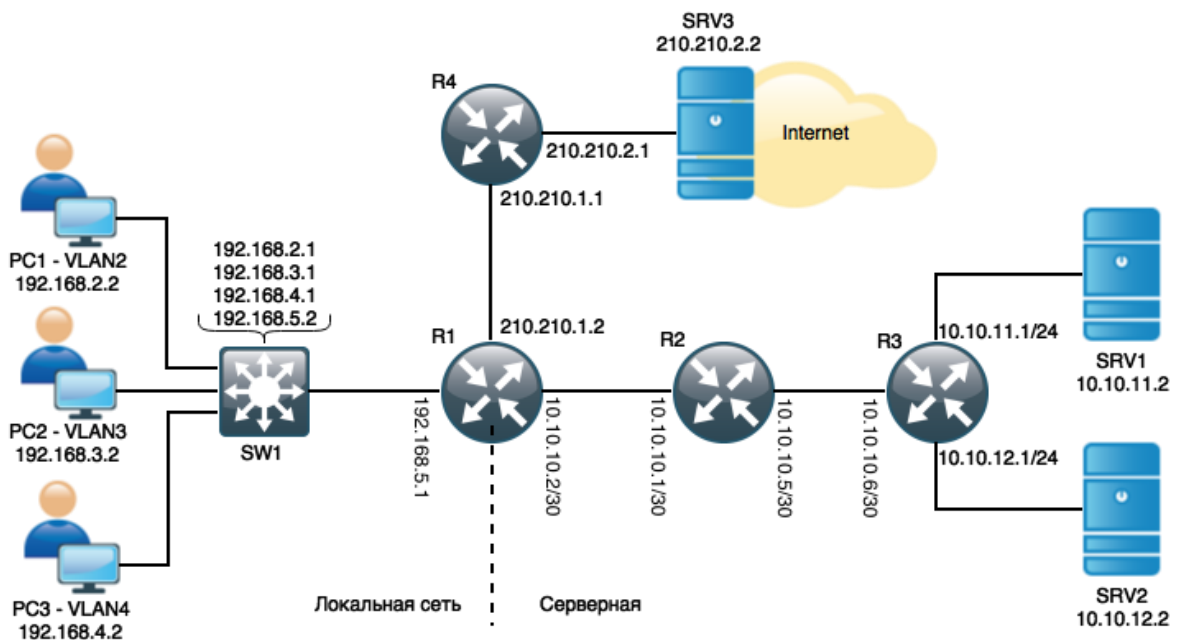 SRV3
210.210.2.2
R4
Internet
210.210.2.1
210.210.1.1
PC1 - VLAN2
192.168.2.2
192.168.2.1
192.168.3.1
192.168.4.1
192.168.5.2
210.210.1.2
R1
R2
R3
10.10.11.1/24
SRV1
10.10.11.2
PC2 - VLAN3
192.168.3.2
SW1
192.168.5.1
10.10.10.2/30
10.10.10.1/30
10.10.10.5/30
10.10.10.6/30
10.10.12.1/24
PC3 - VLAN4
192.168.4.2
Локальная сеть
Серверная
SRV2
10.10.12.2